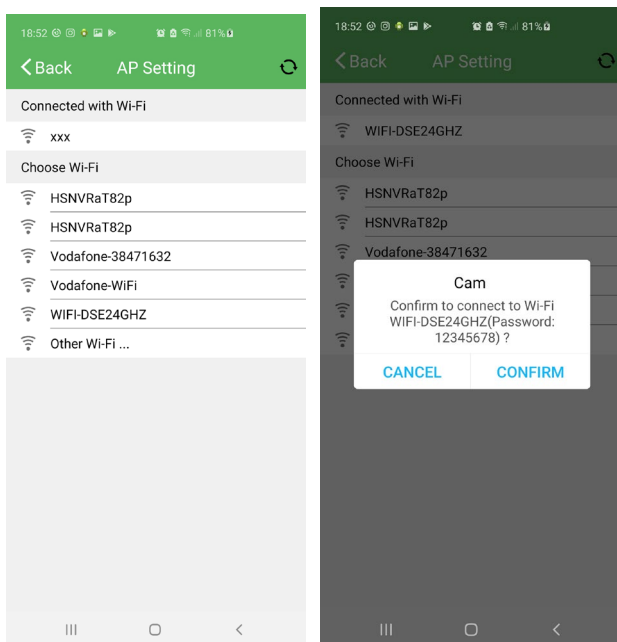 18:52 81%
Back AP Setting
Connected with Wi-Fi
xxx
Choose Wi-Fi
HSNVRaT82p
HSNVRaT82p
Vodafone-38471632
Vodafone-WiFi
WIFI-DSE24GHZ
Other Wi-Fi ...
18:52 81%
Back AP Setting
Connected with Wi-Fi
WIFI-DSE24GHZ
Choose Wi-Fi
HSNVRaT82p
HSNVRaT82p
Vodafone-38471632
Cam
Confirm to connect to Wi-Fi
WIFI-DSE24GHZ(Password:
12345678) ?
CANCEL CONFIRM